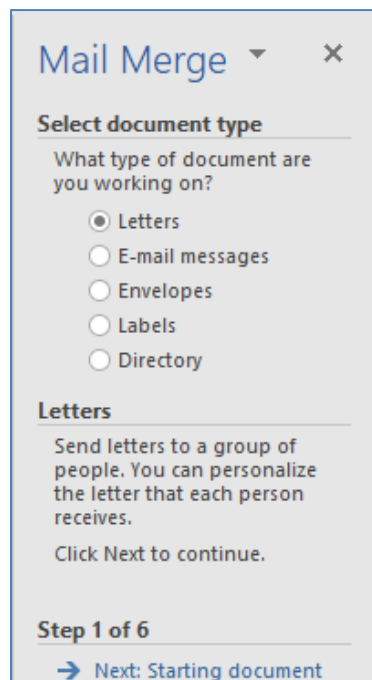 Mail Merge
Select document type
What type of document are
you working on?
Letters
E-mail messages
Envelopes
Labels
Directory
Letters
Send letters to a group of
people. You can personalize
the letter that each person
receives.
Click Next to continue.
Step 1 of 6
Next: Starting document